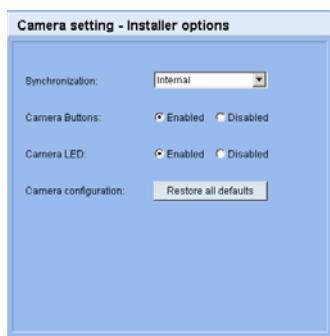 Camera setting - Installer options
Synchronization: Internal
Camera Buttons: Enabled Disabled
Camera LED: Enabled Disabled
Camera configuration: Restore all defaults